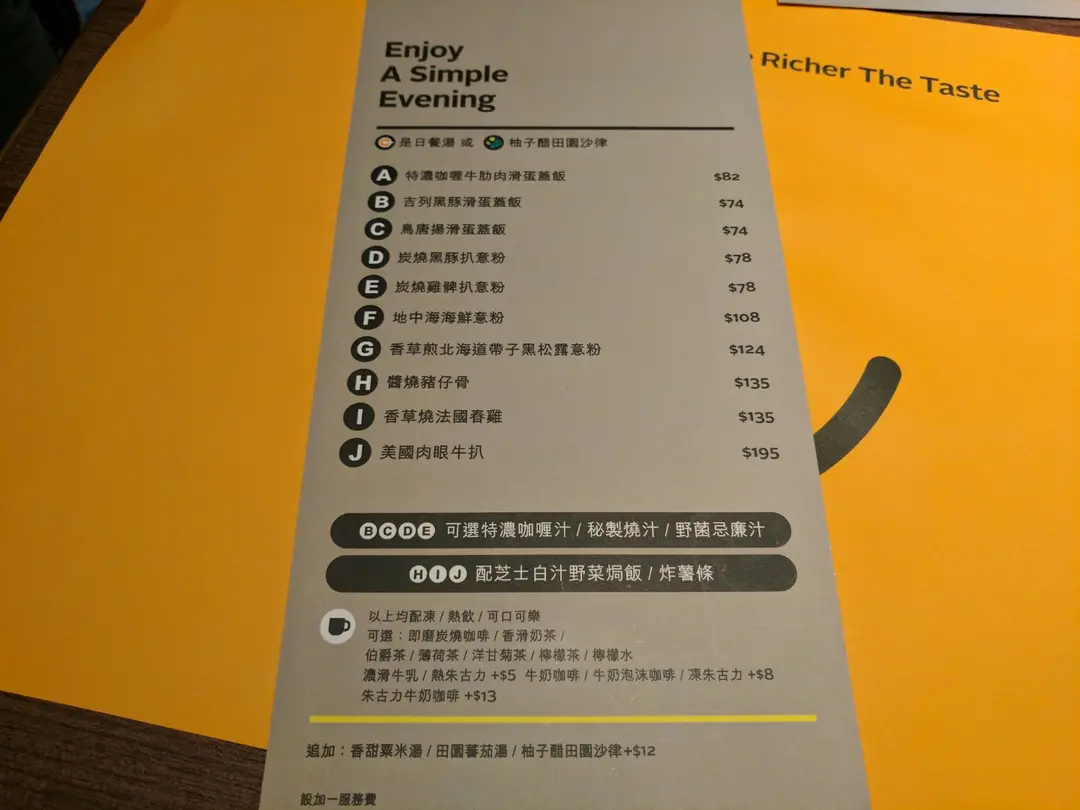 Enjoy
A Simple
Evening
Richer The Taste
是日餐湯 或 柚子醋田園沙律
A 特濃咖喱牛肋肉滑蛋蓋飯 $82
B 吉列黑豚滑蛋蓋飯 $74
C 鳥唐揚滑蛋蓋飯 $74
D 炭燒黑豚扒意粉 $78
E 炭燒雞髀扒意粉 $78
F 地中海海鮮意粉 $108
G 香草煎北海道帶子黑松露意粉 $124
H 醬燒豬仔骨 $135
I 香草燒法國春雞 $135
J 美國肉眼牛扒 $195
B C D E 可選特濃咖喱汁 / 秘製燒汁 / 野菌忌廉汁
H I J 配芝士白汁野菜焗飯 / 炸薯條
以上均配凍 / 熱飲 / 可口可樂
可選：即磨炭燒咖啡 / 香滑奶茶 /
伯爵茶 / 薄荷茶 / 洋甘菊茶 / 檸檬茶 / 檸檬水
濃滑牛乳 / 熱朱古力 +$5 牛奶咖啡 / 牛奶泡沫咖啡 / 凍朱古力 +$8
朱古力牛奶咖啡 +$13
追加：香甜粟米湯 / 田園蕃茄湯 / 柚子醋田園沙律+$12
設加一服務費